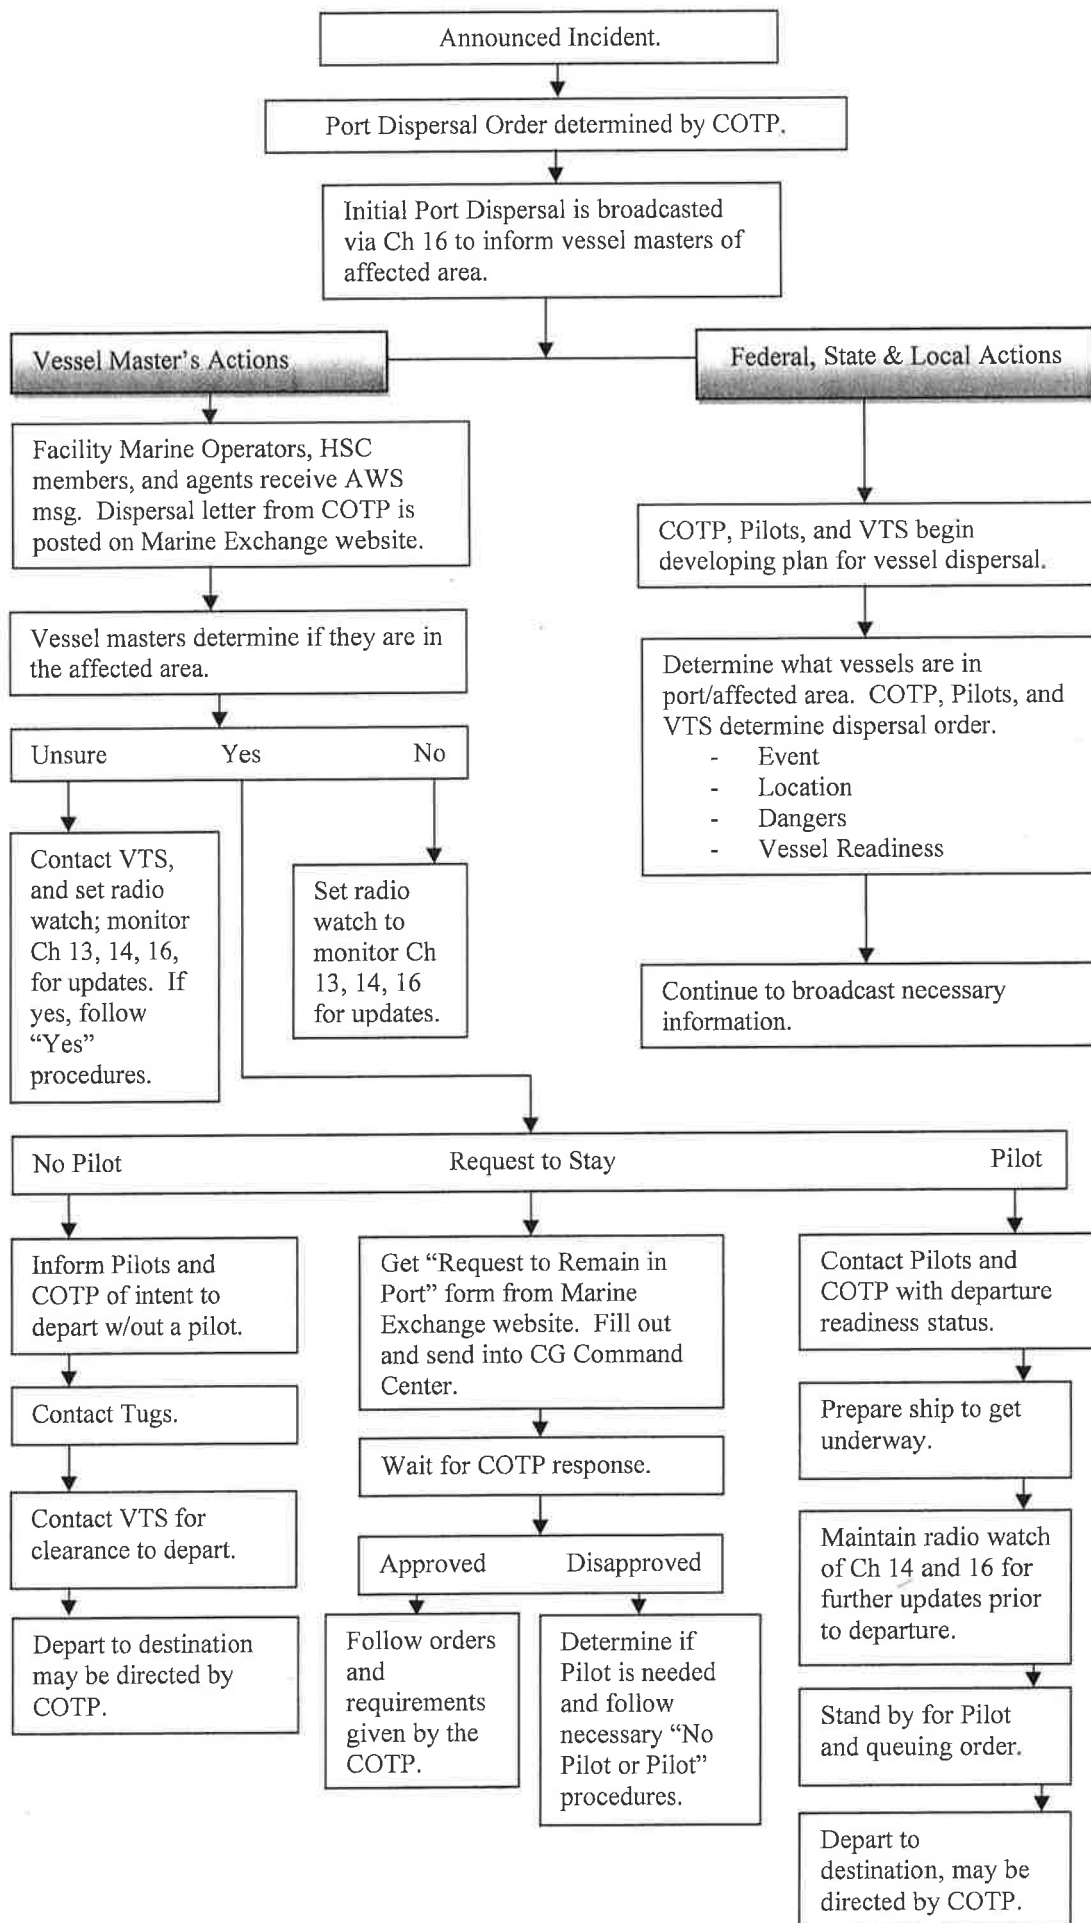 Announced Incident.
Port Dispersal Order determined by COTP.
Initial Port Dispersal is broadcasted
via Ch 16 to inform vessel masters of
affected area.
Vessel Master's Actions
Federal, State & Local Actions
Facility Marine Operators, HSC
members, and agents receive AWS
msg.  Dispersal letter from COTP is
posted on Marine Exchange website.
COTP, Pilots, and VTS begin
developing plan for vessel dispersal.
Vessel masters determine if they are in
the affected area.
Determine what vessels are in
port/affected area.  COTP, Pilots, and
VTS determine dispersal order.
- Event
- Location
- Dangers
- Vessel Readiness
Unsure Yes No
Contact VTS,
and set radio
watch; monitor
Ch 13, 14, 16,
for updates.  If
yes, follow
“Yes”
procedures.
Set radio
watch to
monitor Ch
13, 14, 16
for updates.
Continue to broadcast necessary
information.
No Pilot Request to Stay Pilot
Inform Pilots and
COTP of intent to
depart w/out a pilot.
Contact Tugs.
Contact VTS for
clearance to depart.
Depart to destination
may be directed by
COTP.
Get “Request to Remain in
Port” form from Marine
Exchange website.  Fill out
and send into CG Command
Center.
Wait for COTP response.
Approved Disapproved
Follow orders
and
requirements
given by the
COTP.
Determine if
Pilot is needed
and follow
necessary “No
Pilot or Pilot”
procedures.
Contact Pilots and
COTP with departure
readiness status.
Prepare ship to get
underway.
Maintain radio watch
of Ch 14 and 16 for
further updates prior
to departure.
Stand by for Pilot
and queuing order.
Depart to
destination, may be
directed by COTP.